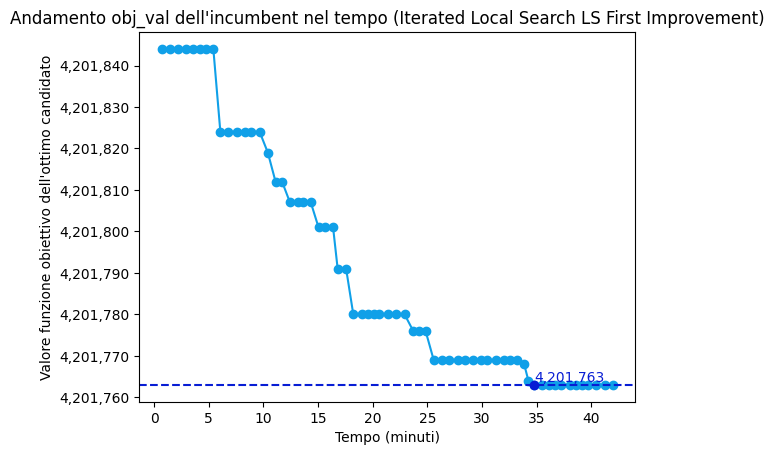 Andamento obj_val dell'incumbent nel tempo (Iterated Local Search LS First Improvement)
Valore funzione obiettivo dell'ottimo candidato
4,201,840
4,201,830
4,201,820
4,201,810
4,201,800
4,201,790
4,201,780
4,201,770
4,201,760
4,201,763
0 5 10 15 20 25 30 35 40
Tempo (minuti)